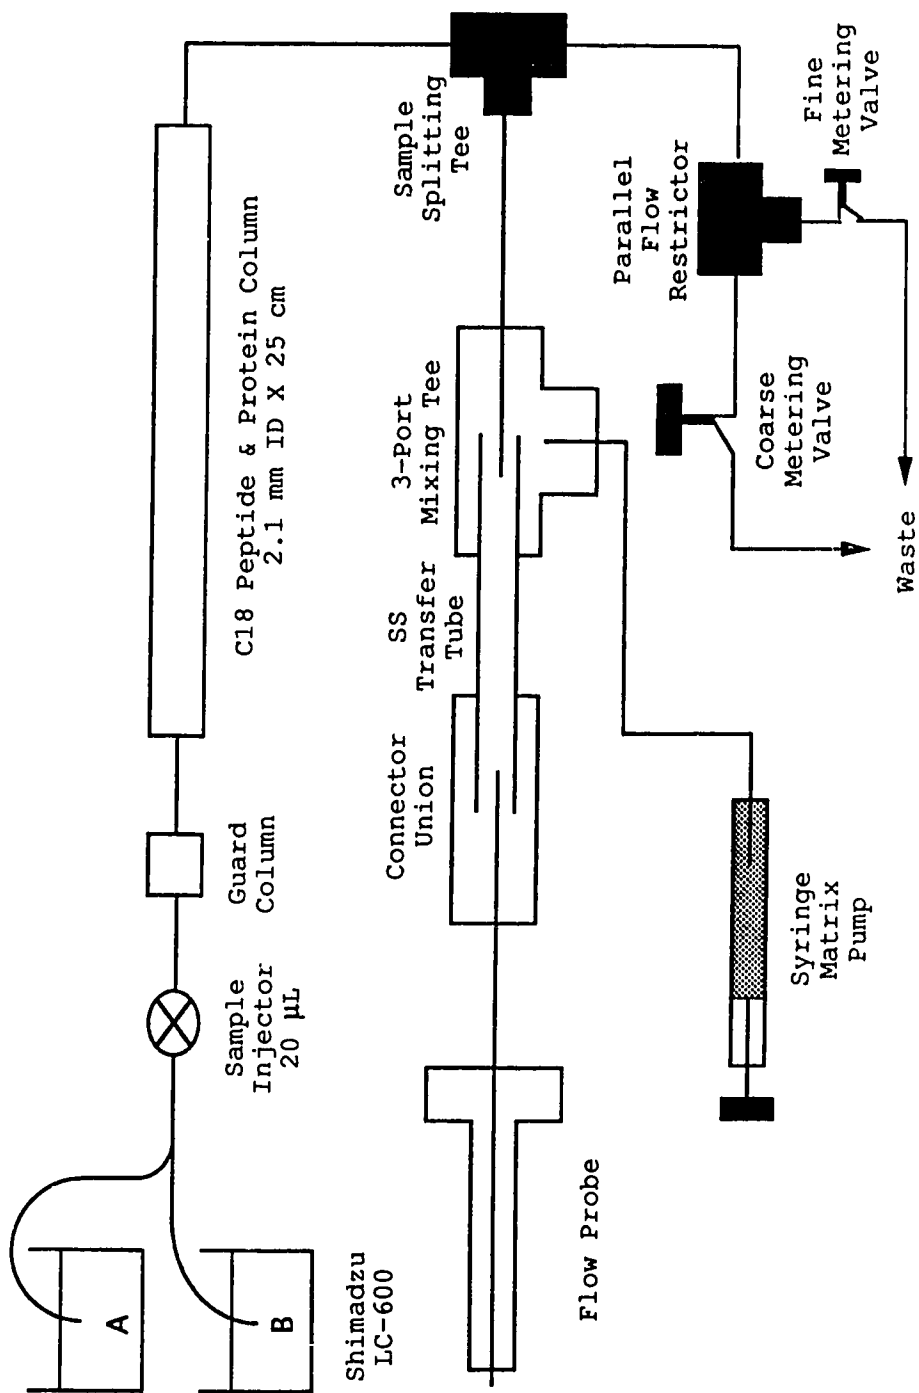 A
B
Shimadzu
LC-600
Sample
Injector
20 μL
Guard
Column
C18 Peptide & Protein Column
2.1 mm ID X 25 cm
Flow Probe
Connector
Union
SS
Transfer
Tube
3-Port
Mixing Tee
Sample
Splitting
Tee
Syringe
Matrix
Pump
Coarse
Metering
Valve
Parallel
Flow
Restrictor
Fine
Metering
Valve
Waste